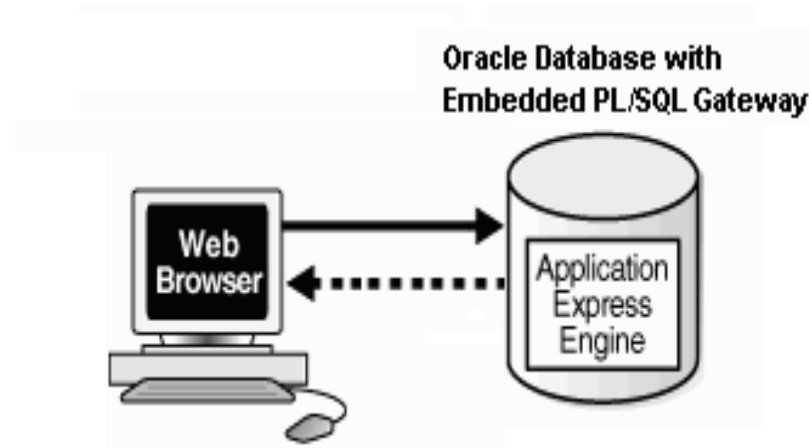 Oracle Database with
Embedded PL/SQL Gateway
Web
Browser
Application
Express
Engine